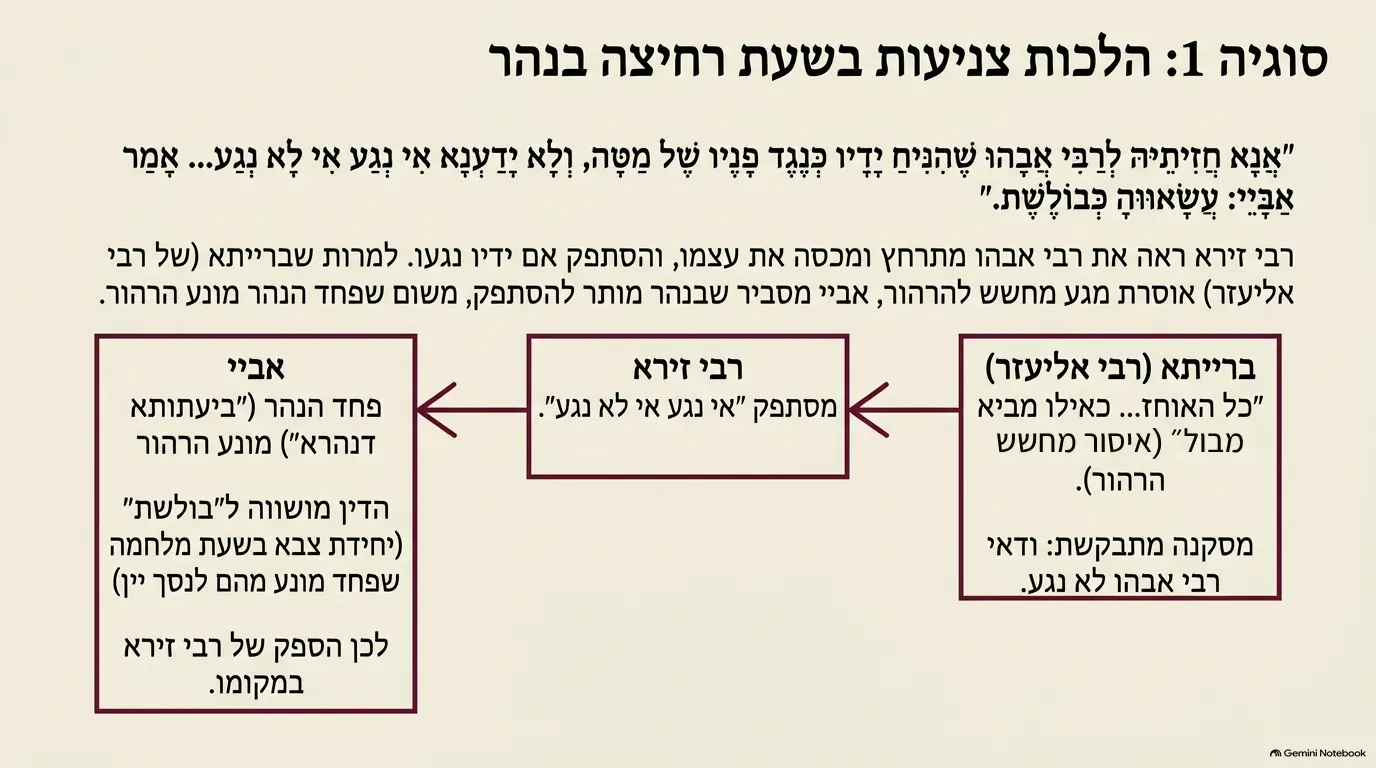 סוגיה 1: הלכות צניעות בשעת רחיצה בנהר
"אֲנָא חֲזִיתֵיהּ לְרַבִּי אֲבָהוּ שֶׁהִנִּיחַ יָדָיו כְּנֶגֶד פָּנָיו שֶׁל מַטָּה, וְלָא יָדַעְנָא אִי נְגַע אִי לָא נְגַע... אָמַר
אַבָּיֵי: עֲשָׂאוּוּהָ כְּבוֹלֶשֶׁת."
רבי זירא ראה את רבי אבהו מתרחץ ומכסה את עצמו, והסתפק אם ידיו נגעו. למרות שברייתא (של רבי
אליעזר) אוסרת מגע מחשש להרהור, אביי מסביר שבנהר מותר להסתפק, משום שפחד הנהר מונע הרהור.
ברייתא (רבי אליעזר)
"כל האוחז... כאילו מביא
מבול" (איסור מחשש
הרהור).
מסקנה מתבקשת: ודאי
רבי אבהו לא נגע.
רבי זירא
מסתפק "אי נגע אי לא נגע".
אביי
פחד הנהר ("ביעתותא
דנהרא") מונע הרהור
הדין מושווה ל"בולשת"
(יחידת צבא בשעת מלחמה
שפחד מונע מהם לנסך יין)
לכן הספק של רבי זירא
במקומו.
Gemini Notebook